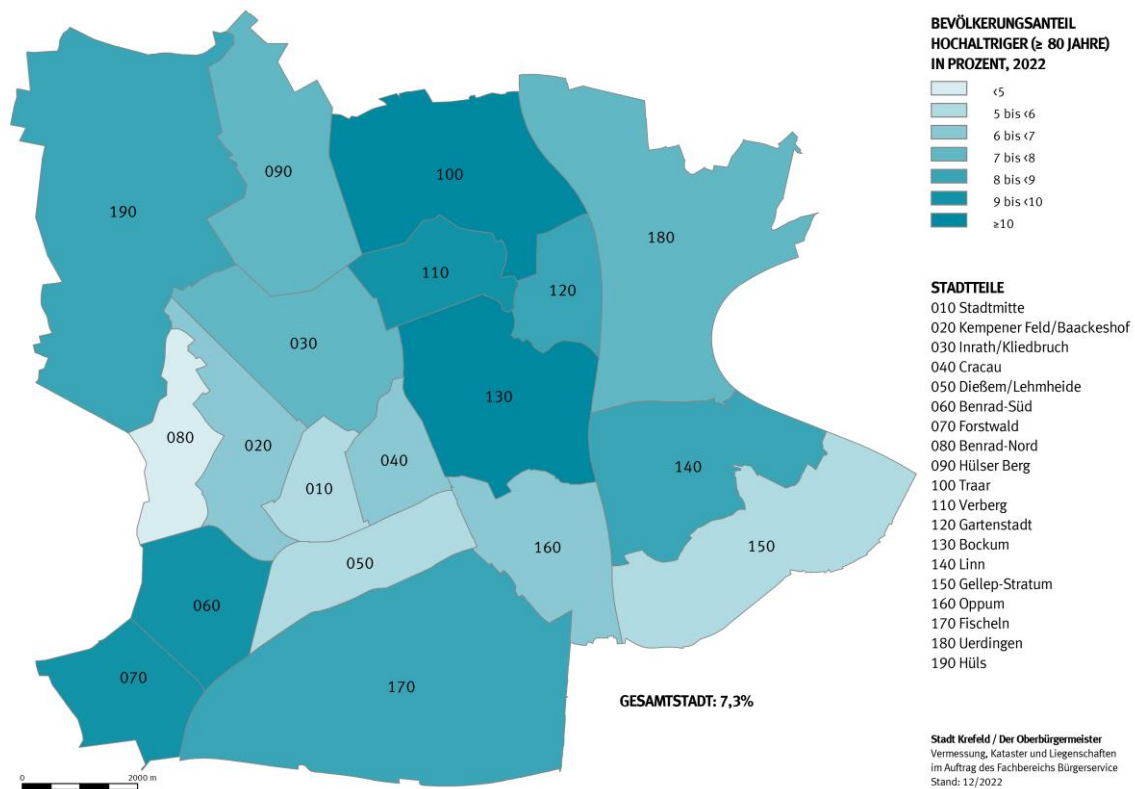 190
090
100
180
110
120
030
130
080
020
040
010
140
150
160
050
060
070
170
GESAMTSTADT: 7,3%
0 2000 m
BEVÖLKERUNGSANTEIL
HOCHALTRIGER (≥ 80 JAHRE)
IN PROZENT, 2022
<5
5 bis <6
6 bis <7
7 bis <8
8 bis <9
9 bis <10
≥10
STADTTEILE
010 Stadtmitte
020 Kempener Feld/Baackeshof
030 Inrath/Kliedbruch
040 Cracau
050 Dießem/Lehmheide
060 Benrad-Süd
070 Forstwald
080 Benrad-Nord
090 Hülser Berg
100 Traar
110 Verberg
120 Gartenstadt
130 Bockum
140 Linn
150 Gellep-Stratum
160 Oppum
170 Fischeln
180 Uerdingen
190 Hüls
Stadt Krefeld / Der Oberbürgermeister
Vermessung, Kataster und Liegenschaften
im Auftrag des Fachbereichs Bürgerservice
Stand: 12/2022